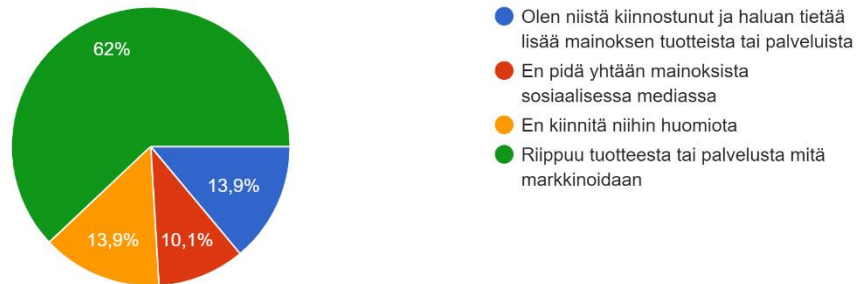 62%
13,9%
10,1%
13,9%
Olen niistä kiinnostunut ja haluan tietää
lisää mainoksen tuotteista tai palveluista
En pidä yhtään mainoksista
sosiaalisessa mediassa
En kiinnitä niihin huomiota
Riippuu tuotteesta tai palvelusta mitä
markkinoidaan